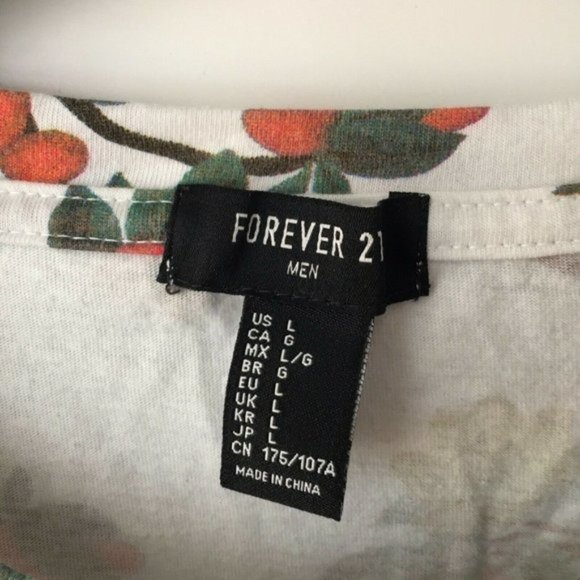 FOREVER 21
MEN
US L
CA G
MX L/G
BR G
EU L
UK L
KR L
JP L
CN 175/107A
MADE IN CHINA